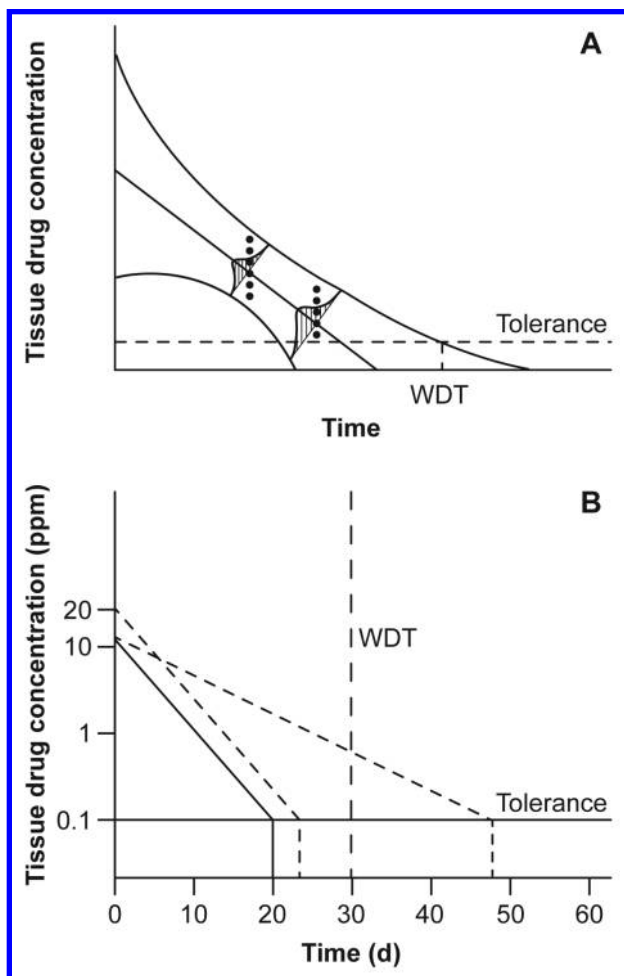 A
Tissue drug concentration
Tolerance
WDT
Time
B
Tissue drug concentration (ppm)
20
10
1
0.1
WDT
Tolerance
0 10 20 30 40 50 60
Time (d)